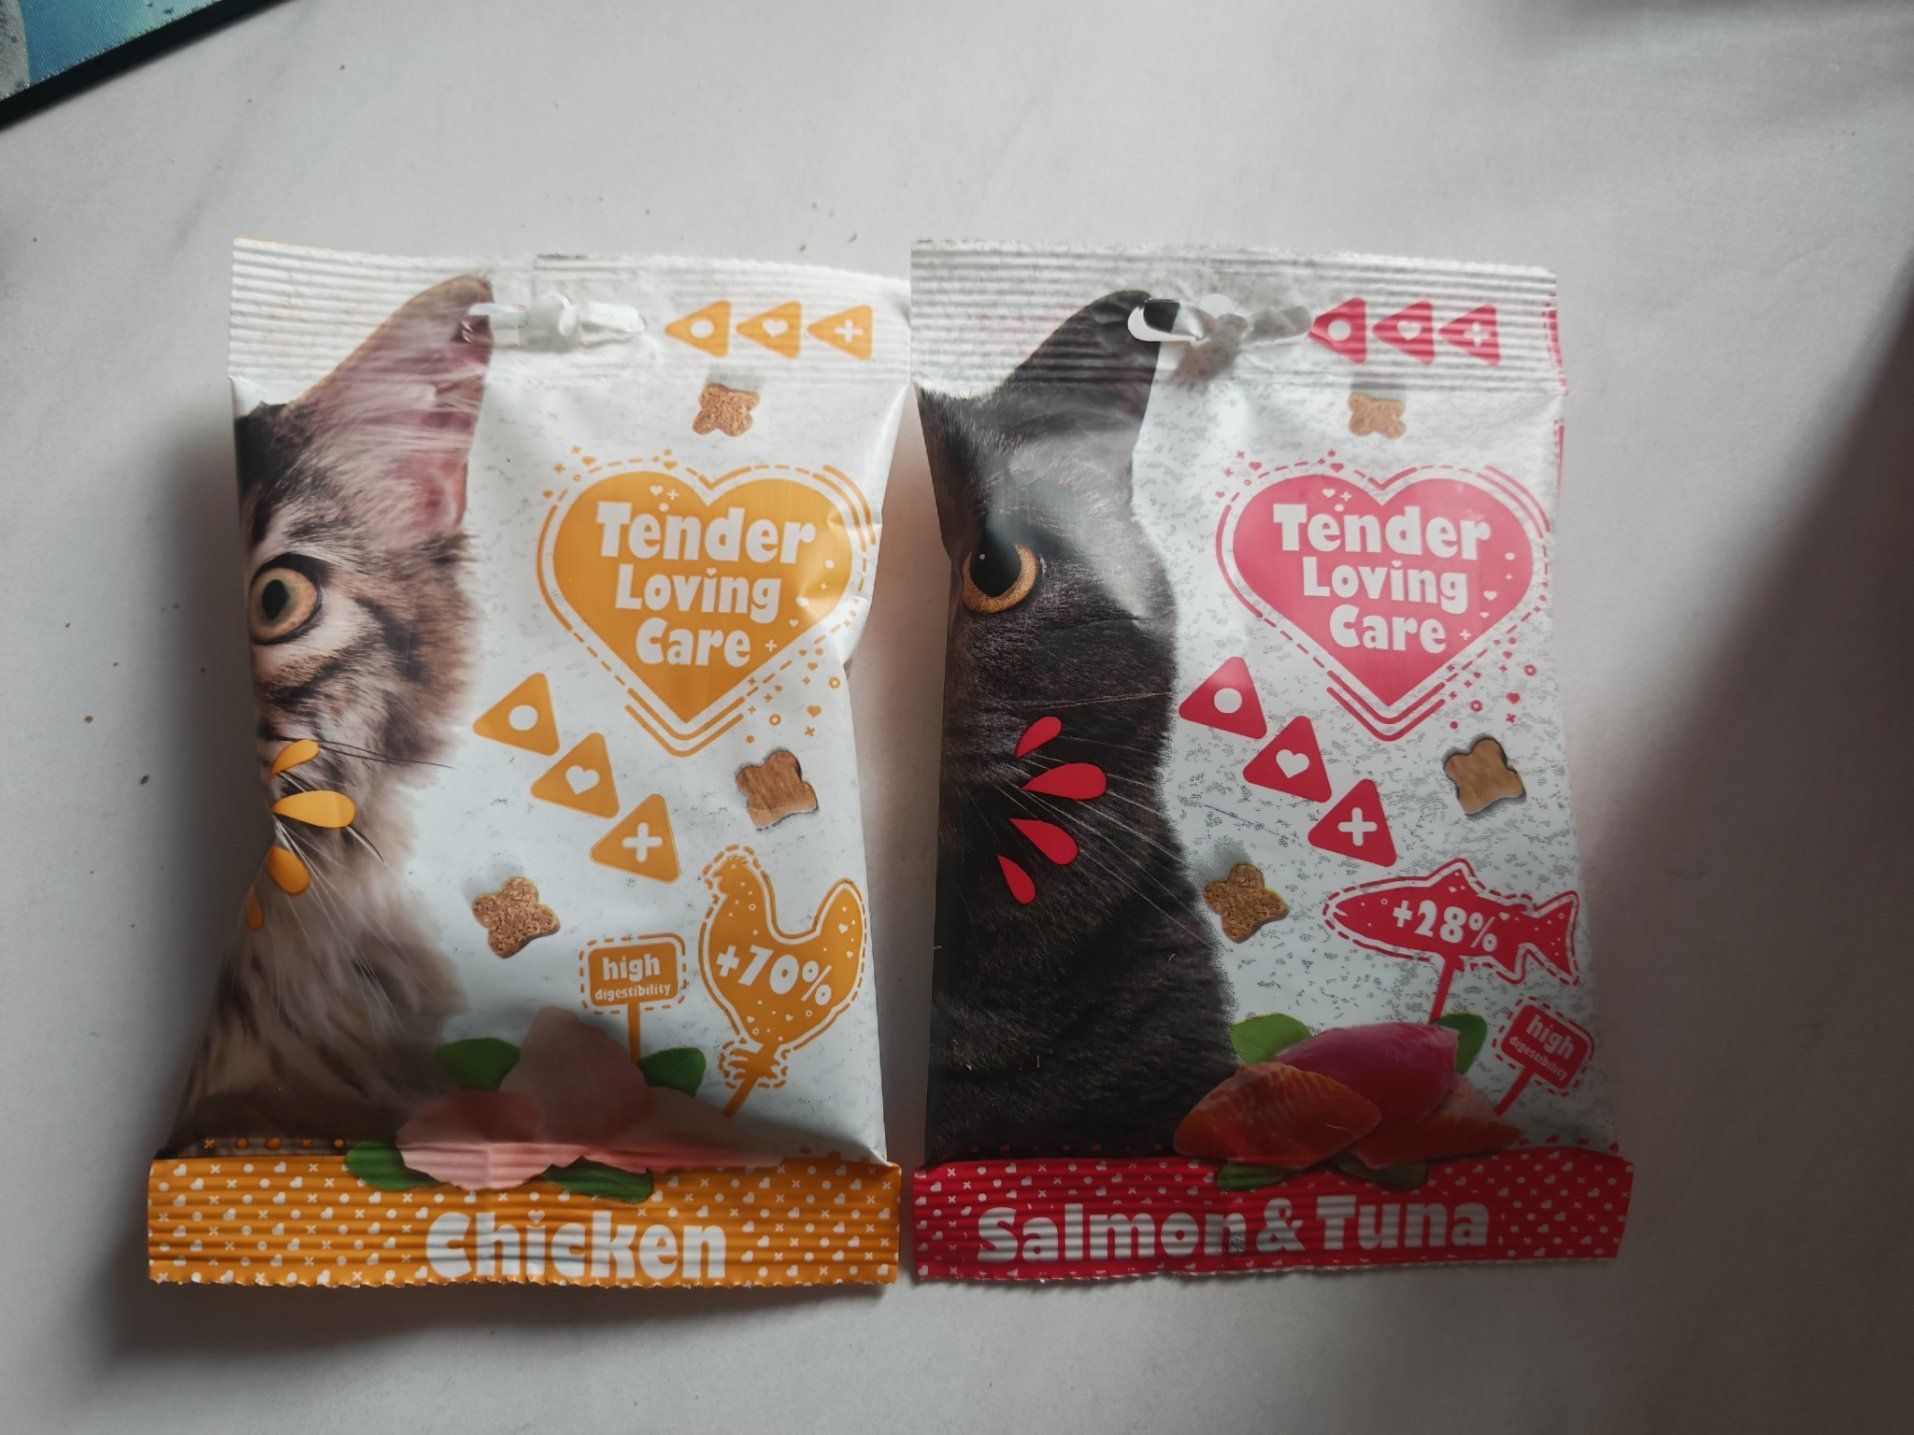 Tender
Loving
Care
high
digestibility
+70%
Chicken
Tender
Loving
Care
+28%
high
digestibility
Salmon & Tuna